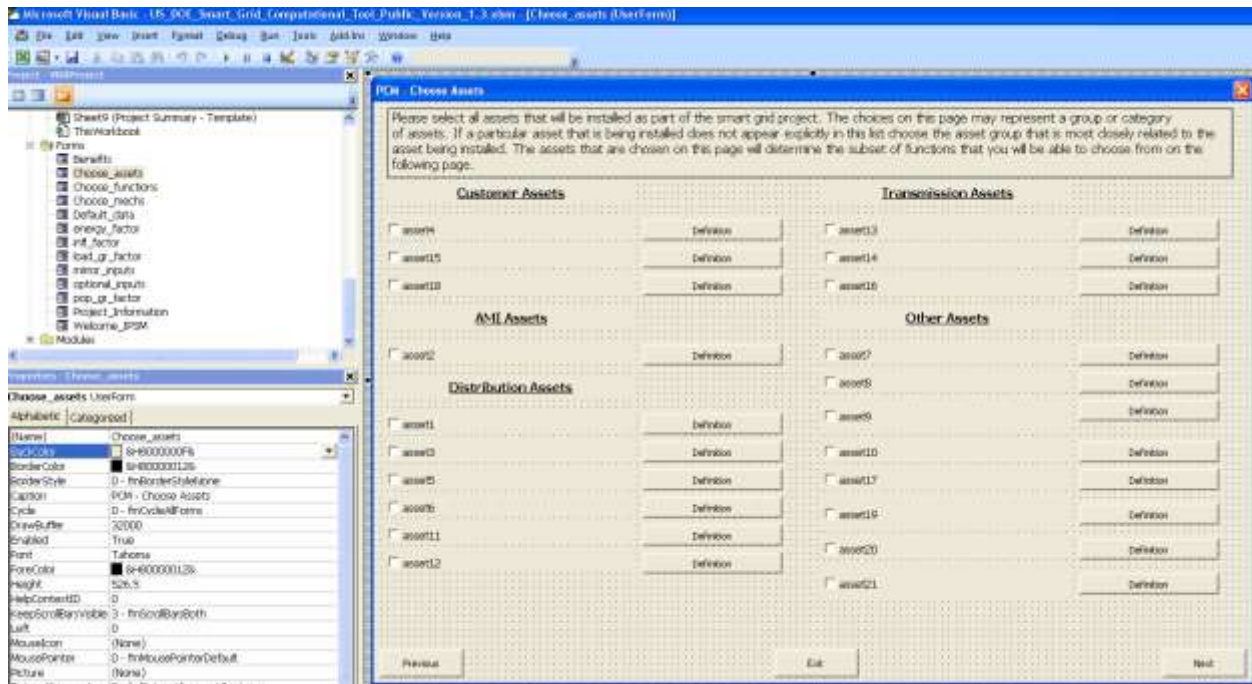 Microsoft Visual Basic - US_DOE_Smart_Grid_Computational_Tool_Public_Version_1.3.xlsm - [Choose_assets (UserForm)]
File Edit View Insert Format Debug Run Tools Add-Ins Window Help
Project - VBAProject
Sheet9 (Project Summary - Template)
ThisWorkbook
Forms
Benefits
Choose_assets
Choose_functions
Choose_mechs
Default_data
energy_factor
infl_factor
load_gr_factor
mirror_inputs
optional_inputs
pop_gr_factor
Project_Information
Welcome_IPSM
Modules
Properties - Choose_assets
Choose_assets UserForm
Alphabetic Categorized
(Name) Choose_assets
BackColor &H8000000F&
BorderColor &H80000012&
BorderStyle 0 - fmBorderStyleNone
Caption PCM - Choose Assets
Cycle 0 - fmCycleAllForms
DrawBuffer 32000
Enabled True
Font Tahoma
ForeColor &H80000012&
Height 526.5
HelpContextID 0
KeepScrollBarsVisible 3 - fmScrollBarsBoth
Left 0
MouseIcon (None)
MousePointer 0 - fmMousePointerDefault
Picture (None)
PCM - Choose Assets
Please select all assets that will be installed as part of the smart grid project. The choices on this page may represent a group or category
of assets. If a particular asset that is being installed does not appear explicitly in this list choose the asset group that is most closely related to the
asset being installed. The assets that are chosen on this page will determine the subset of functions that you will be able to choose from on the
following page.
Customer Assets
asset4 Definition
asset15 Definition
asset18 Definition
AMI Assets
asset2 Definition
Distribution Assets
asset1 Definition
asset3 Definition
asset5 Definition
asset6 Definition
asset11 Definition
asset12 Definition
Transmission Assets
asset13 Definition
asset14 Definition
asset16 Definition
Other Assets
asset7 Definition
asset8 Definition
asset9 Definition
asset10 Definition
asset17 Definition
asset19 Definition
asset20 Definition
asset21 Definition
Previous Exit Next